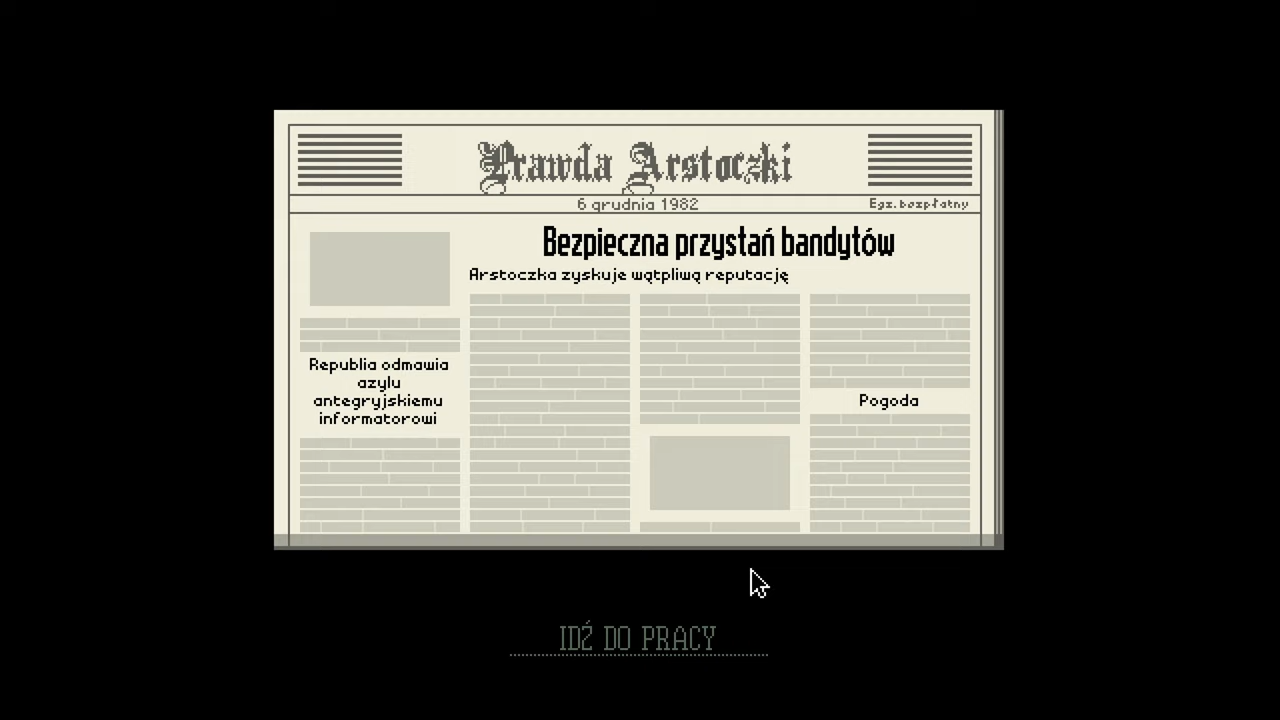 Prawda Arstoczki
6 grudnia 1982
Egz. bezpłatny
Bezpieczna przystań bandytów
Arstoczka zyskuje wątpliwą reputację
Republia odmawia
azylu
antegryjskiemu
informatorowi
Pogoda
IDŹ DO PRACY